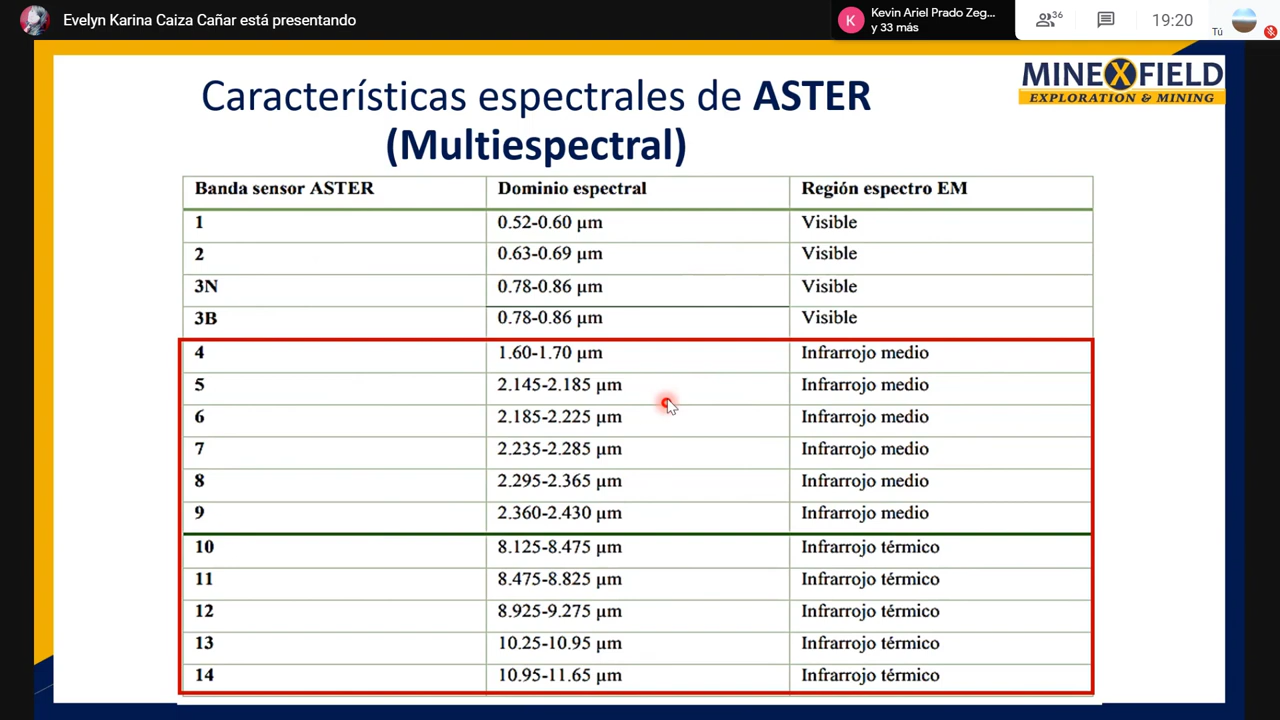 Evelyn Karina Caiza Cañar está presentando
Kevin Ariel Prado Zeg...
y 33 más
36
19:20
Tú
K
MINEXFIELD
EXPLORATION & MINING
Características espectrales de ASTER
(Multiespectral)
Banda sensor ASTER Dominio espectral Región espectro EM
1 0.52-0.60 µm Visible
2 0.63-0.69 µm Visible
3N 0.78-0.86 µm Visible
3B 0.78-0.86 µm Visible
4 1.60-1.70 µm Infrarrojo medio
5 2.145-2.185 µm Infrarrojo medio
6 2.185-2.225 µm Infrarrojo medio
7 2.235-2.285 µm Infrarrojo medio
8 2.295-2.365 µm Infrarrojo medio
9 2.360-2.430 µm Infrarrojo medio
10 8.125-8.475 µm Infrarrojo térmico
11 8.475-8.825 µm Infrarrojo térmico
12 8.925-9.275 µm Infrarrojo térmico
13 10.25-10.95 µm Infrarrojo térmico
14 10.95-11.65 µm Infrarrojo térmico